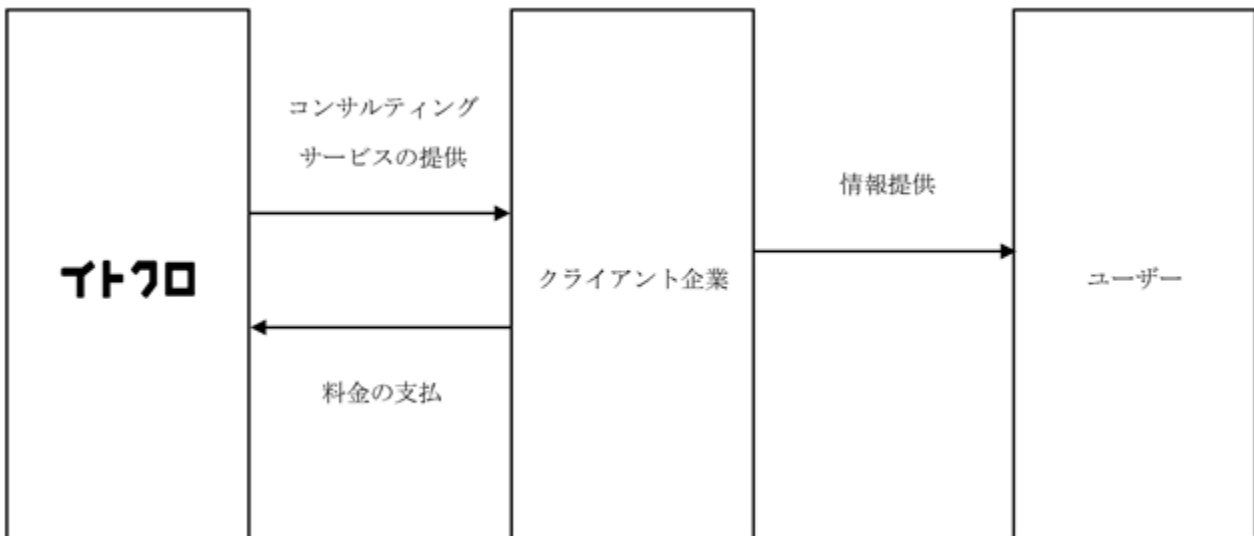 コンサルティング
サービスの提供
情報提供
イトクロ
クライアント企業
ユーザー
料金の支払